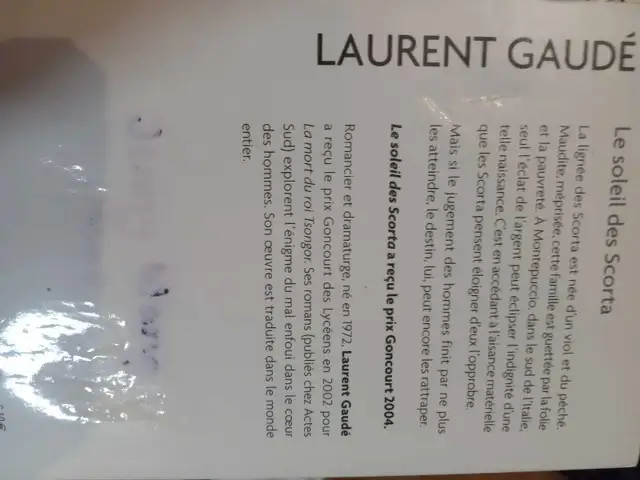 LAURENT GAUDÉ
Le soleil des Scorta
La lignée des Scorta est née d'un viol et du péché.
Maudite, méprisée, cette famille est guettée par la folie
et la pauvreté. À Montepuccio, dans le sud de l'Italie,
seul l'éclat de l'argent peut éclipser l'indignité d'une
telle naissance. C'est en accédant à l'aisance matérielle
que les Scorta pensent éloigner d'eux l'opprobre.
Mais si le jugement des hommes finit par ne plus
les atteindre, le destin, lui, peut encore les rattraper.
Le soleil des Scorta a reçu le prix Goncourt 2004.
Romancier et dramaturge, né en 1972, Laurent Gaudé
a reçu le prix Goncourt des Lycéens en 2002 pour
La mort du roi Tsongor. Ses romans (publiés chez Actes
Sud) explorent l'énigme du mal enfoui dans le cœur
des hommes. Son œuvre est traduite dans le monde
entier.